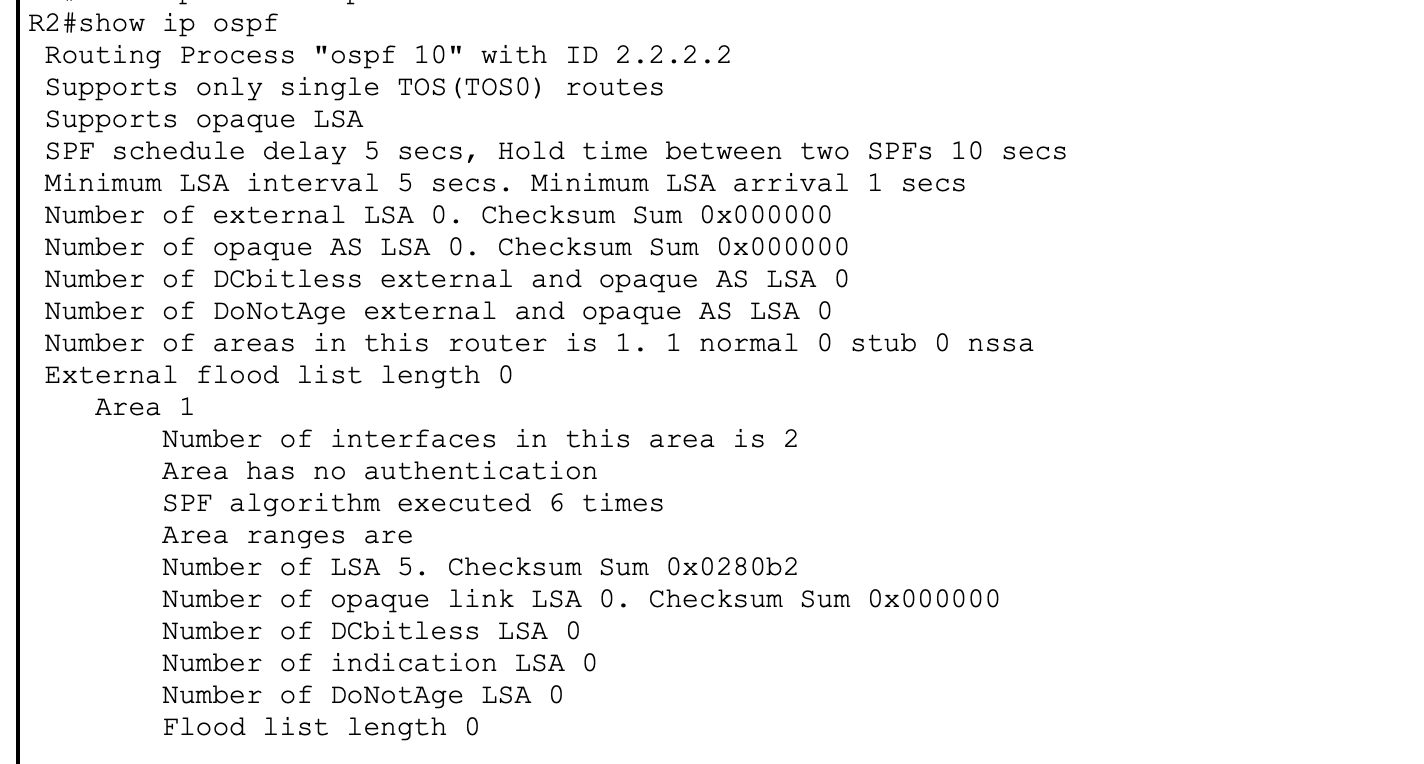 R2#show ip ospf
Routing Process "ospf 10" with ID 2.2.2.2
Supports only single TOS(TOS0) routes
Supports opaque LSA
SPF schedule delay 5 secs, Hold time between two SPFs 10 secs
Minimum LSA interval 5 secs. Minimum LSA arrival 1 secs
Number of external LSA 0. Checksum Sum 0x000000
Number of opaque AS LSA 0. Checksum Sum 0x000000
Number of DCbitless external and opaque AS LSA 0
Number of DoNotAge external and opaque AS LSA 0
Number of areas in this router is 1. 1 normal 0 stub 0 nssa
External flood list length 0
Area 1
Number of interfaces in this area is 2
Area has no authentication
SPF algorithm executed 6 times
Area ranges are
Number of LSA 5. Checksum Sum 0x0280b2
Number of opaque link LSA 0. Checksum Sum 0x000000
Number of DCbitless LSA 0
Number of indication LSA 0
Number of DoNotAge LSA 0
Flood list length 0